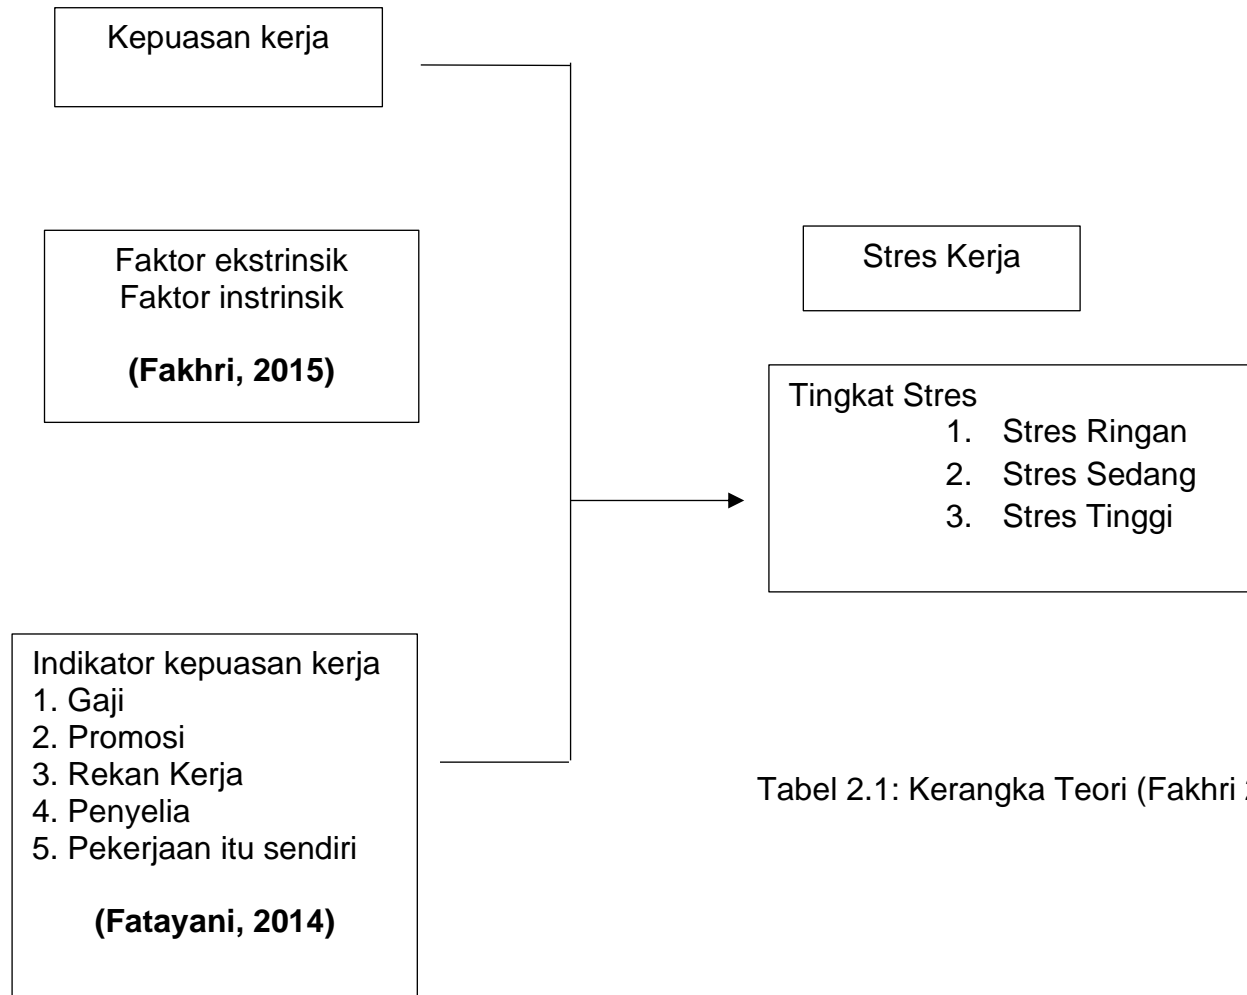 Kepuasan kerja
Faktor ekstrinsik
Faktor instrinsik
(Fakhri, 2015)
Indikator kepuasan kerja
1. Gaji
2. Promosi
3. Rekan Kerja
4. Penyelia
5. Pekerjaan itu sendiri
(Fatayani, 2014)
Stres Kerja
Tingkat Stres
1. Stres Ringan
2. Stres Sedang
3. Stres Tinggi
Tabel 2.1: Kerangka Teori (Fakhri